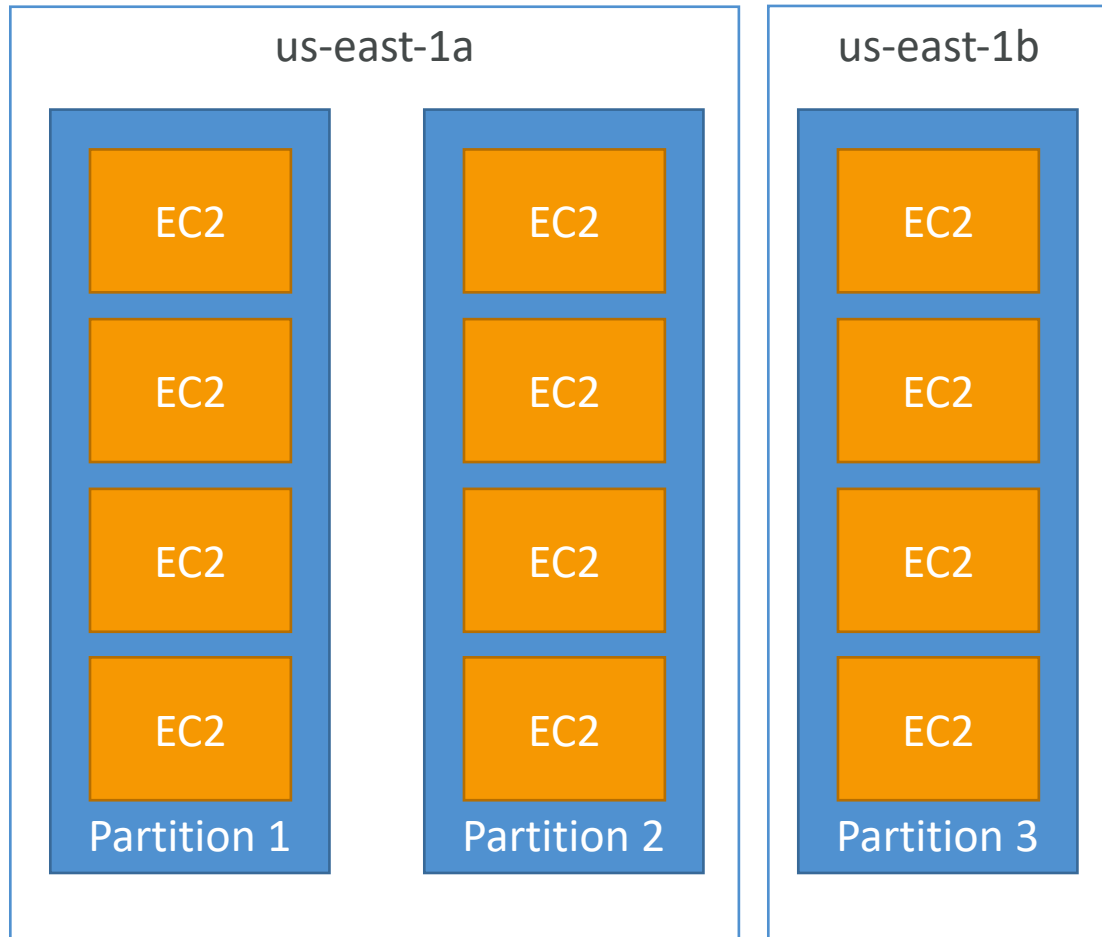 us-east-1a
us-east-1b
EC2
EC2
EC2
EC2
Partition 1
EC2
EC2
EC2
EC2
Partition 2
EC2
EC2
EC2
EC2
Partition 3